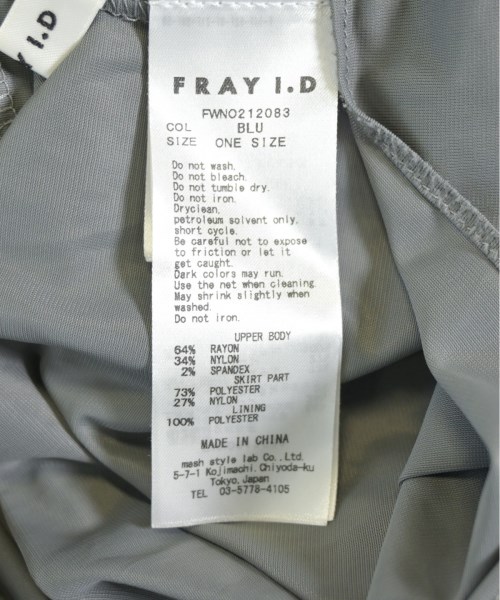 Y I.D
FRAY I.D
FWNO212083
COL BLU
SIZE ONE SIZE
Do not wash.
Do not bleach.
Do not tumble dry.
Do not iron.
Dryclean,
petroleum solvent only,
short cycle.
Be careful not to expose
to friction or let it
get caught.
Dark colors may run.
Use the net when cleaning
May shrink slightly when
washed.
Do not iron.
UPPER BODY
64% RAYON
34% NYLON
2% SPANDEX
SKIRT PART
73% POLYESTER
27% NYLON
LINING
100% POLYESTER
MADE IN CHINA
mash style lab Co.,Ltd.
5-7-1 Kojimachi,Chiyoda-ku
Tokyo,Japan
TEL 03-5778-4105